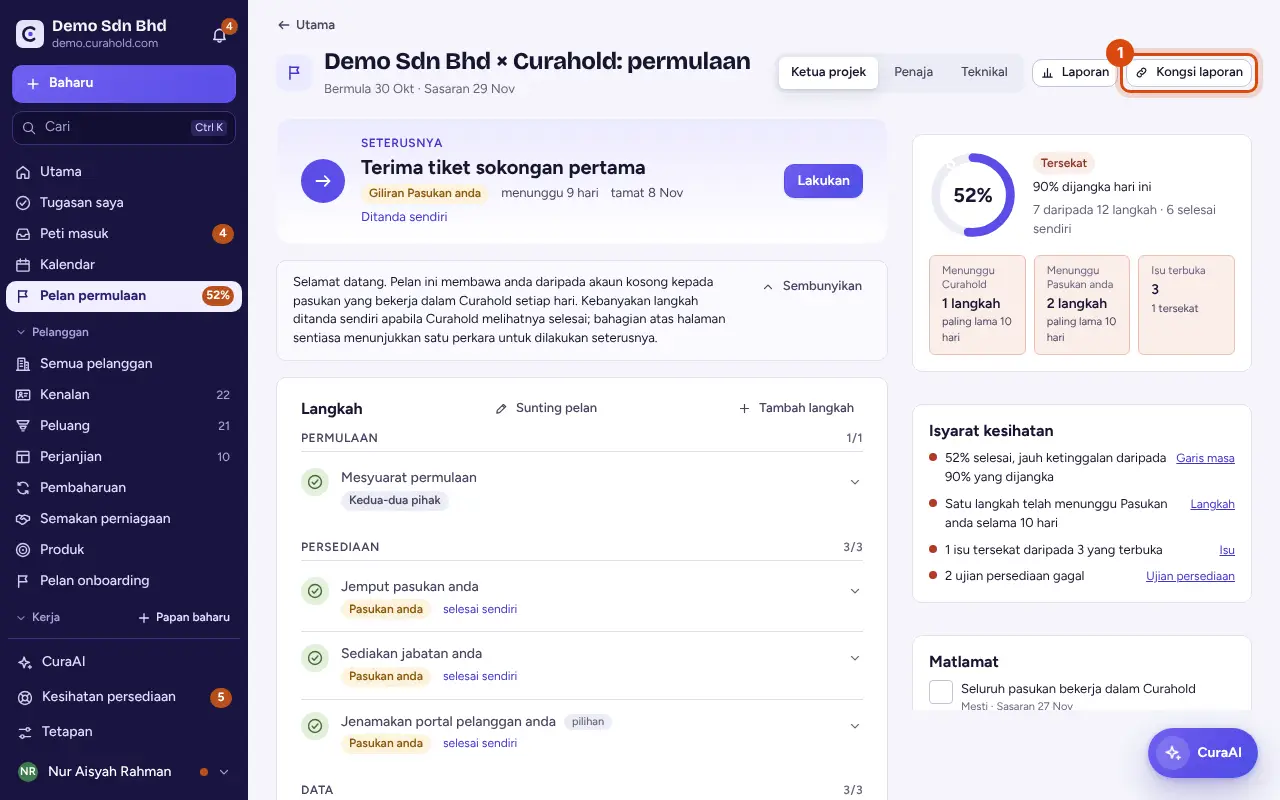 Demo Sdn Bhd
demo.curahold.com
4
Baharu
Cari
Ctrl K
Utama
Tugasan saya
Peti masuk
4
Kalendar
Pelan permulaan
52%
Pelanggan
Semua pelanggan
Kenalan
22
Peluang
21
Perjanjian
10
Pembaharuan
Semakan perniagaan
Produk
Pelan onboarding
Kerja
Papan baharu
CuraAI
Kesihatan persediaan
5
Tetapan
NR
Nur Aisyah Rahman
Utama
Demo Sdn Bhd × Curahold: permulaan
Bermula 30 Okt · Sasaran 29 Nov
Ketua projek
Penaja
Teknikal
Laporan
1
Kongsi laporan
SETERUSNYA
Terima tiket sokongan pertama
Giliran Pasukan anda
menunggu 9 hari
tamat 8 Nov
Ditanda sendiri
Lakukan
Selamat datang. Pelan ini membawa anda daripada akaun kosong kepada
pasukan yang bekerja dalam Curahold setiap hari. Kebanyakan langkah
ditanda sendiri apabila Curahold melihatnya selesai; bahagian atas halaman
sentiasa menunjukkan satu perkara untuk dilakukan seterusnya.
Sembunyikan
Langkah
Sunting pelan
Tambah langkah
PERMULAAN
1/1
Mesyuarat permulaan
Kedua-dua pihak
PERSEDIAAN
3/3
Jemput pasukan anda
Pasukan anda
selesai sendiri
Sediakan jabatan anda
Pasukan anda
selesai sendiri
Jenamakan portal pelanggan anda
pilihan
Pasukan anda
selesai sendiri
DATA
3/3
52%
Tersekat
90% dijangka hari ini
7 daripada 12 langkah · 6 selesai
sendiri
Menunggu
Curahold
1 langkah
paling lama 10
hari
Menunggu
Pasukan anda
2 langkah
paling lama 10
hari
Isu terbuka
3
1 tersekat
Isyarat kesihatan
52% selesai, jauh ketinggalan daripada
90% yang dijangka
Garis masa
Satu langkah telah menunggu Pasukan
anda selama 10 hari
Langkah
1 isu tersekat daripada 3 yang terbuka
Isu
2 ujian persediaan gagal
Ujian persediaan
Matlamat
Seluruh pasukan bekerja dalam Curahold
Mesti · Sasaran 27 Nov
CuraAI